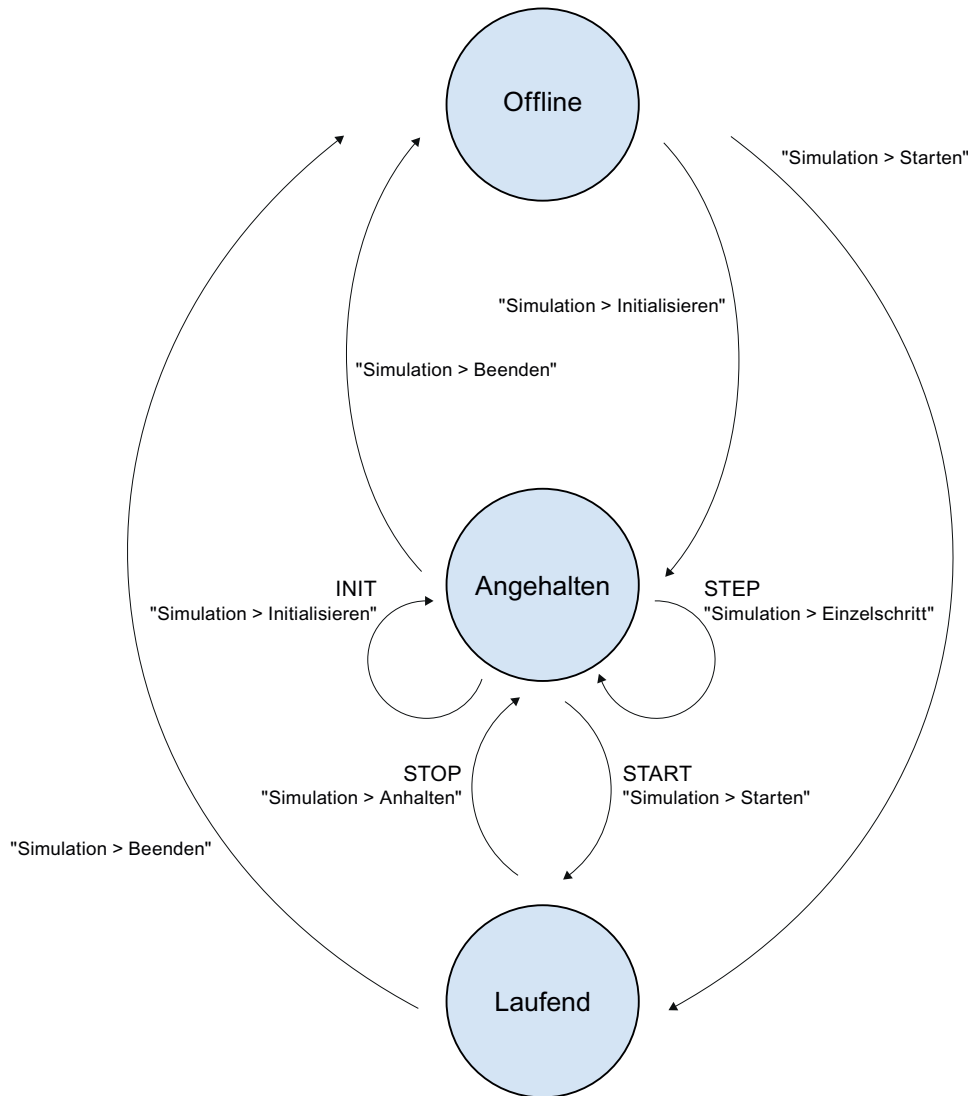 Offline
"Simulation > Starten"
"Simulation > Initialisieren"
"Simulation > Beenden"
Angehalten
INIT
"Simulation > Initialisieren"
STEP
"Simulation > Einzelschritt"
STOP
"Simulation > Anhalten"
START
"Simulation > Starten"
"Simulation > Beenden"
Laufend